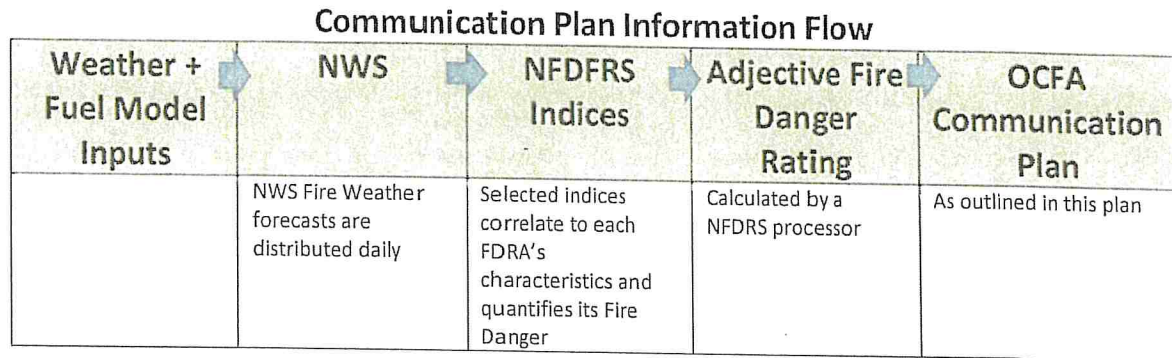 Communication Plan Information Flow
Weather +
Fuel Model
Inputs
NWS
NFDFRS
Indices
Adjective Fire
Danger
Rating
OCFA
Communication
Plan
NWS Fire Weather
forecasts are
distributed daily
Selected indices
correlate to each
FDRA's
characteristics and
quantifies its Fire
Danger
Calculated by a
NFDRS processor
As outlined in this plan